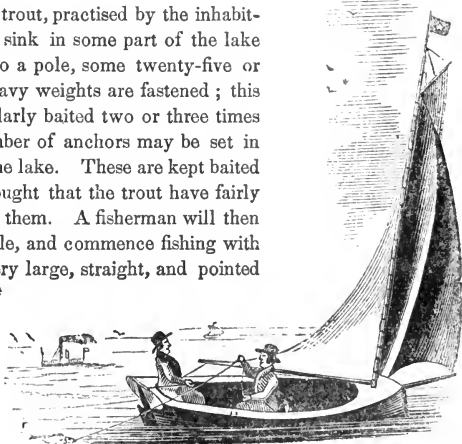 trout, practised by the inhabit-
sink in some part of the lake
o a pole, some twenty-five or
avy weights are fastened ; this
larly baited two or three times
ber of anchors may be set in
e lake. These are kept baited
ught that the trout have fairly
them. A fisherman will then
le, and commence fishing with
ry large, straight, and pointed